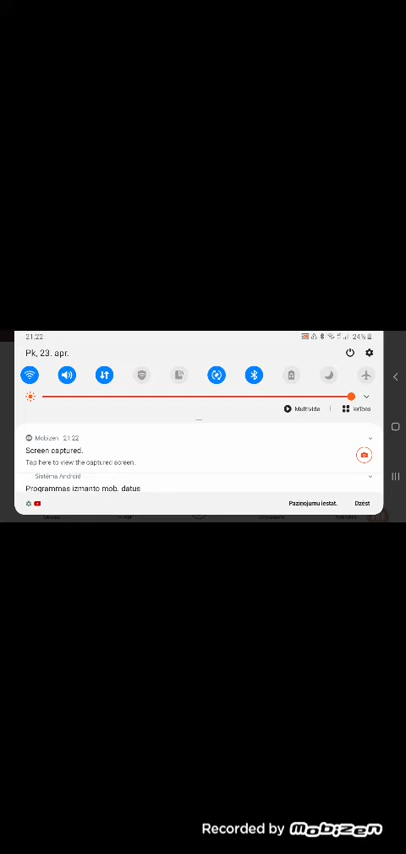 21:22
24%
Pk, 23. apr.
Multivide
Ierīces
Mobizen 21:22
Screen captured.
Tap here to view the captured screen.
Sistēma Android
Programmas izmanto mob. datus
Paziņojumu iestat.
Dzēst
Recorded by Mobizen